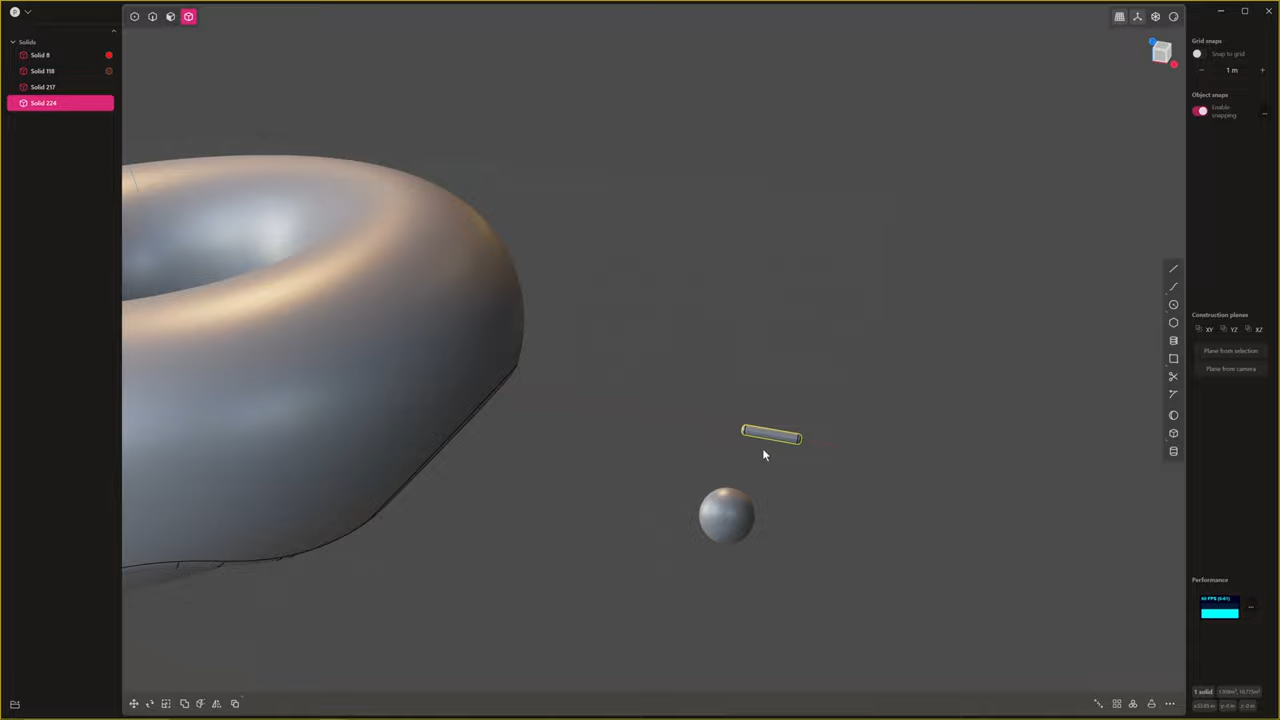 Solids
Solid 8
Solid 118
Solid 217
Solid 224
Grid snaps
Snap to grid
1 m
Object snaps
Enable
snapping
Construction planes
XY
YZ
XZ
Plane from selection
Plane from camera
Performance
1 solid